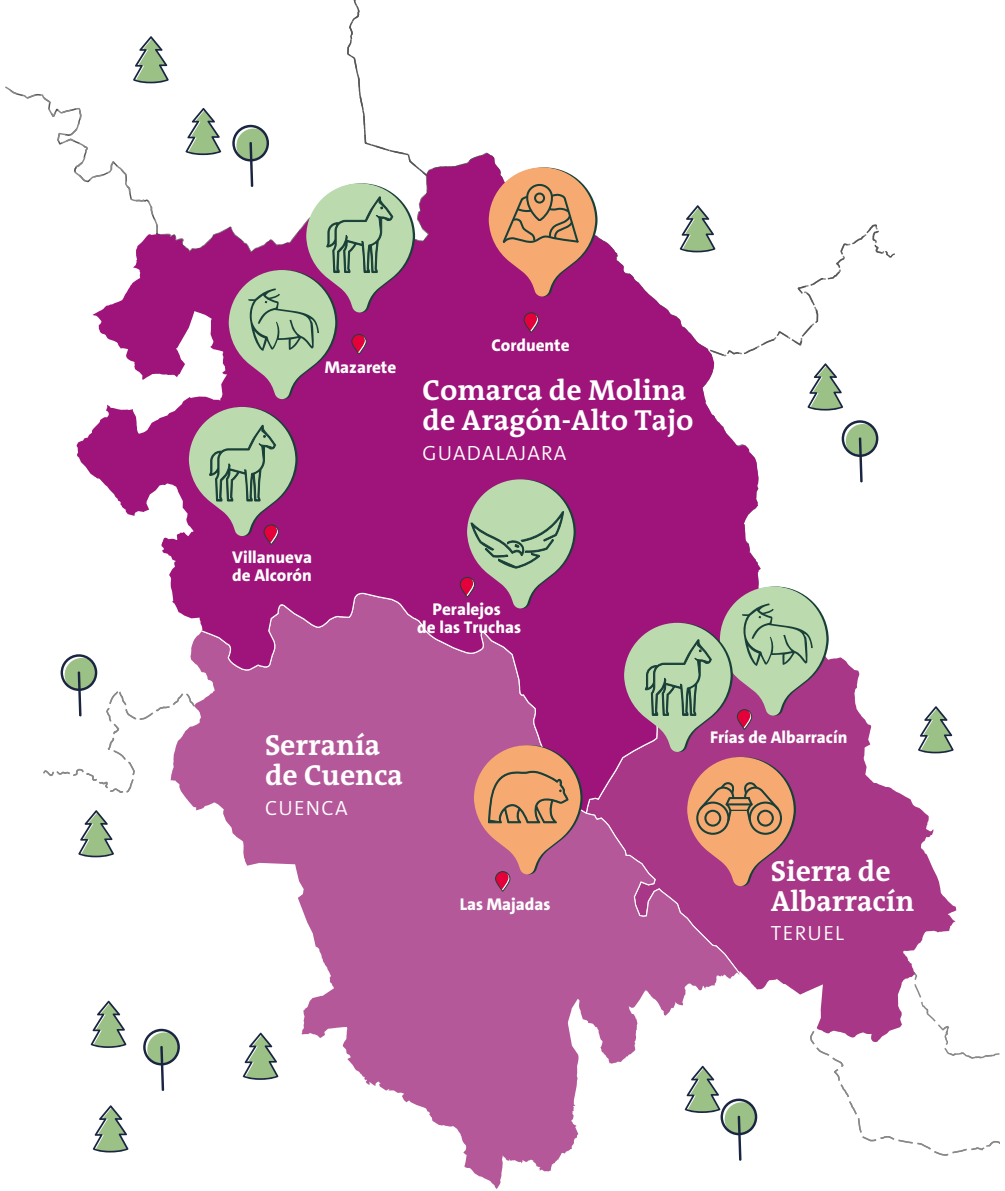 Corduente
Mazarete
Comarca de Molina
de Aragón-Alto Tajo
GUADALAJARA
Villanueva
de Alcorón
Peralejos
de las Truchas
Frías de Albarracín
Serranía
de Cuenca
CUENCA
Las Majadas
Sierra de
Albarracín
TERUEL